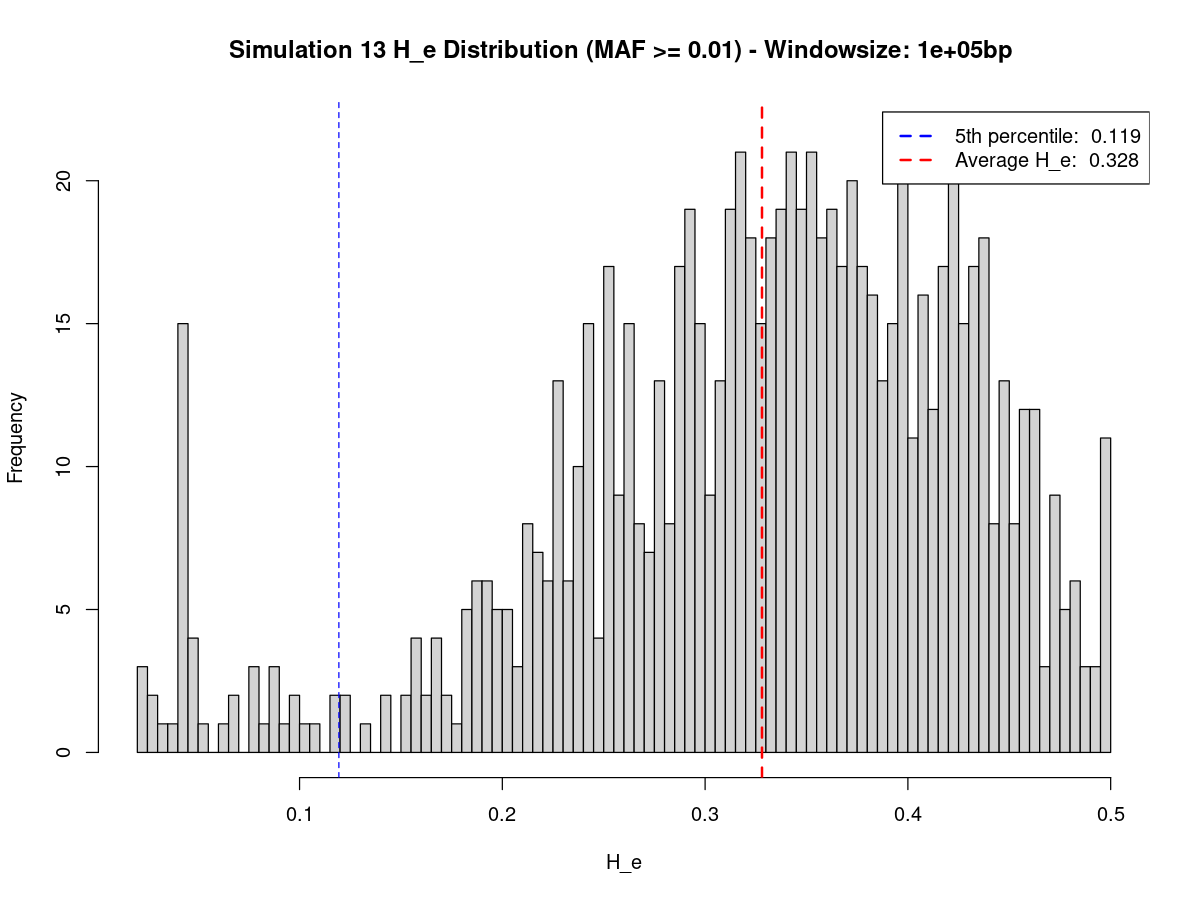 Simulation 13 H_e Distribution (MAF >= 0.01) - Windowsize: 1e+05bp
5th percentile: 0.119
Average H_e: 0.328
20
15
10
5
0
Frequency
0.1 0.2 0.3 0.4 0.5
H_e